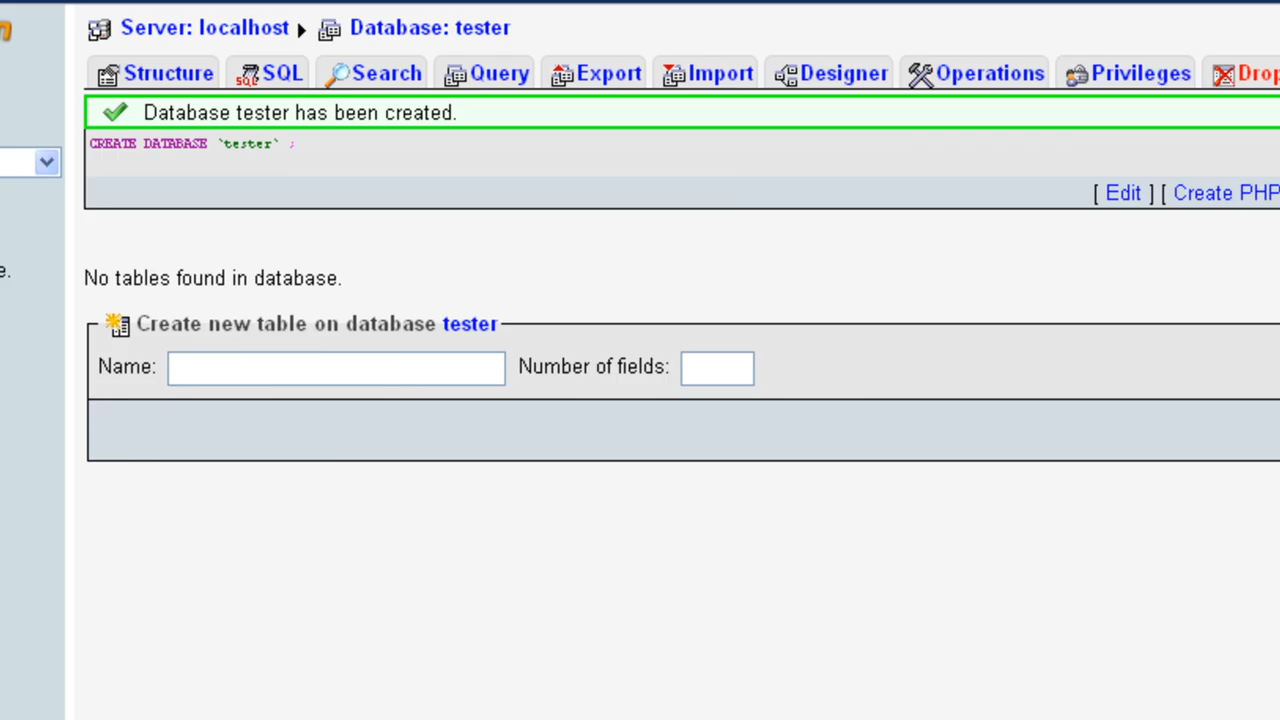 Server: localhost Database: tester
Structure SQL Search Query Export Import Designer Operations Privileges Drop
Database tester has been created.
CREATE DATABASE `tester` ;
[ Edit ] [ Create PHP
e.
No tables found in database.
Create new table on database tester
Name: Number of fields: